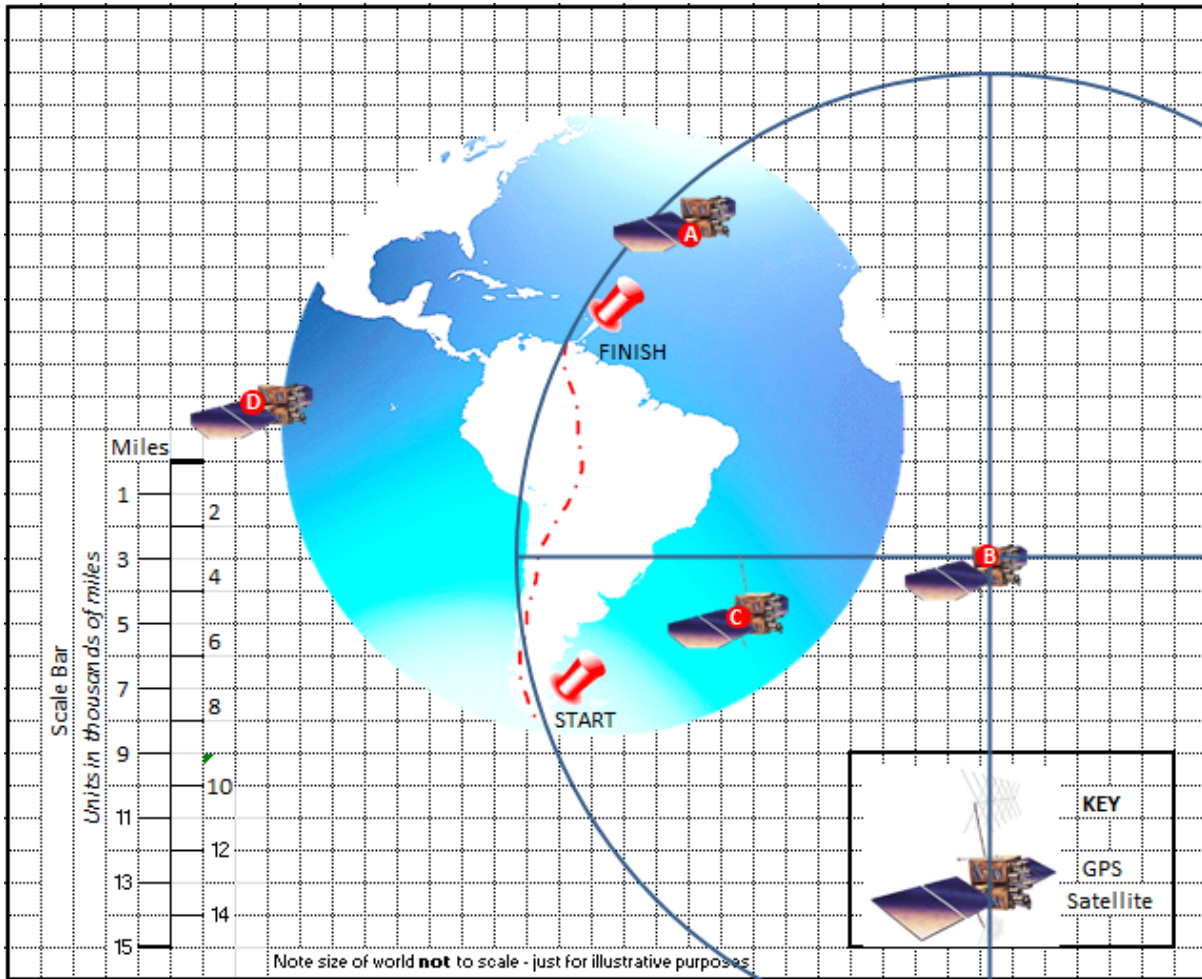 A
FINISH
D
Miles
1
2
3
4
5
6
7
8
9
10
11
12
13
14
15
Scale Bar
Units in thousands of miles
B
C
START
KEY
GPS
Satellite
Note size of world not to scale - just for illustrative purposes